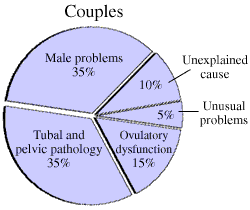 Couples
Male problems
35%
Unexplained
cause
10%
Unusual
problems
5%
Tubal and
pelvic pathology
35%
Ovulatory
dysfunction
15%